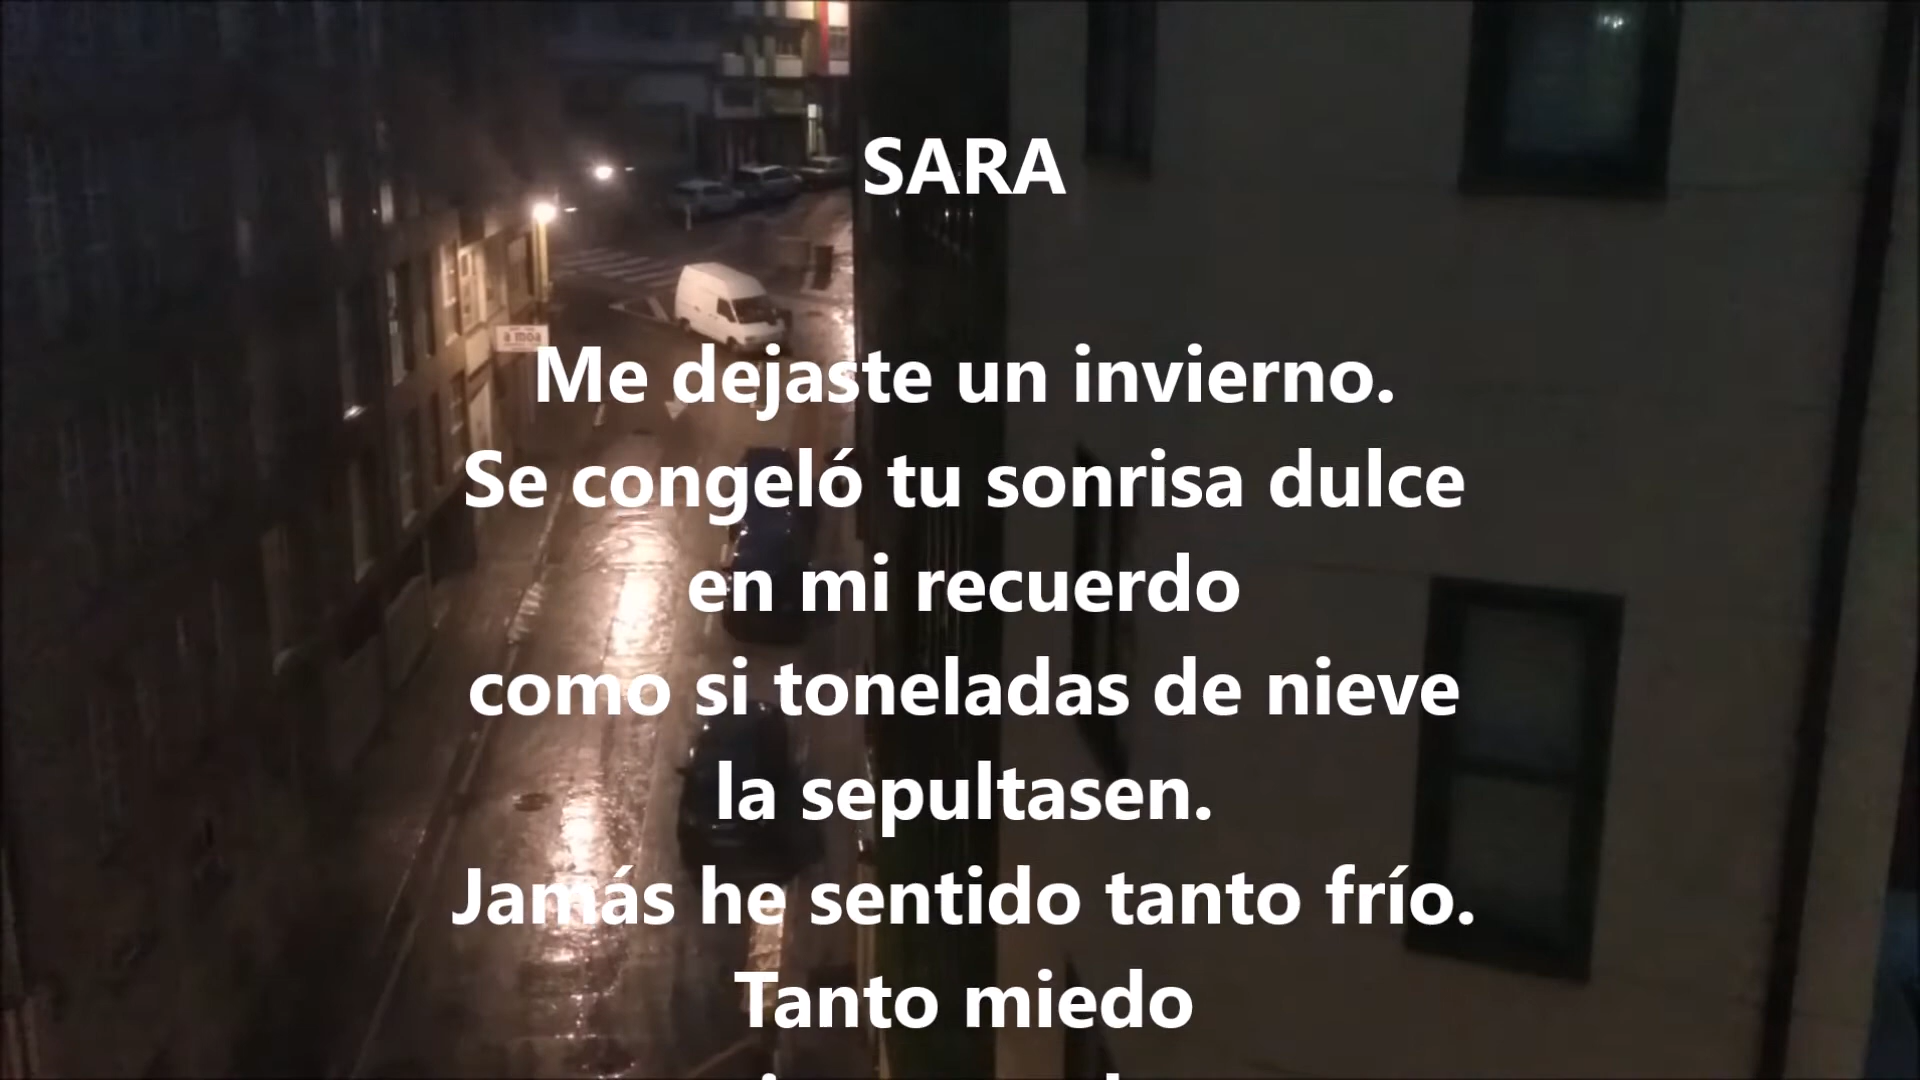 SARA
a moa
Me dejaste un invierno.
Se congeló tu sonrisa dulce
en mi recuerdo
como si toneladas de nieve
la sepultasen.
Jamás he sentido tanto frío.
Tanto miedo